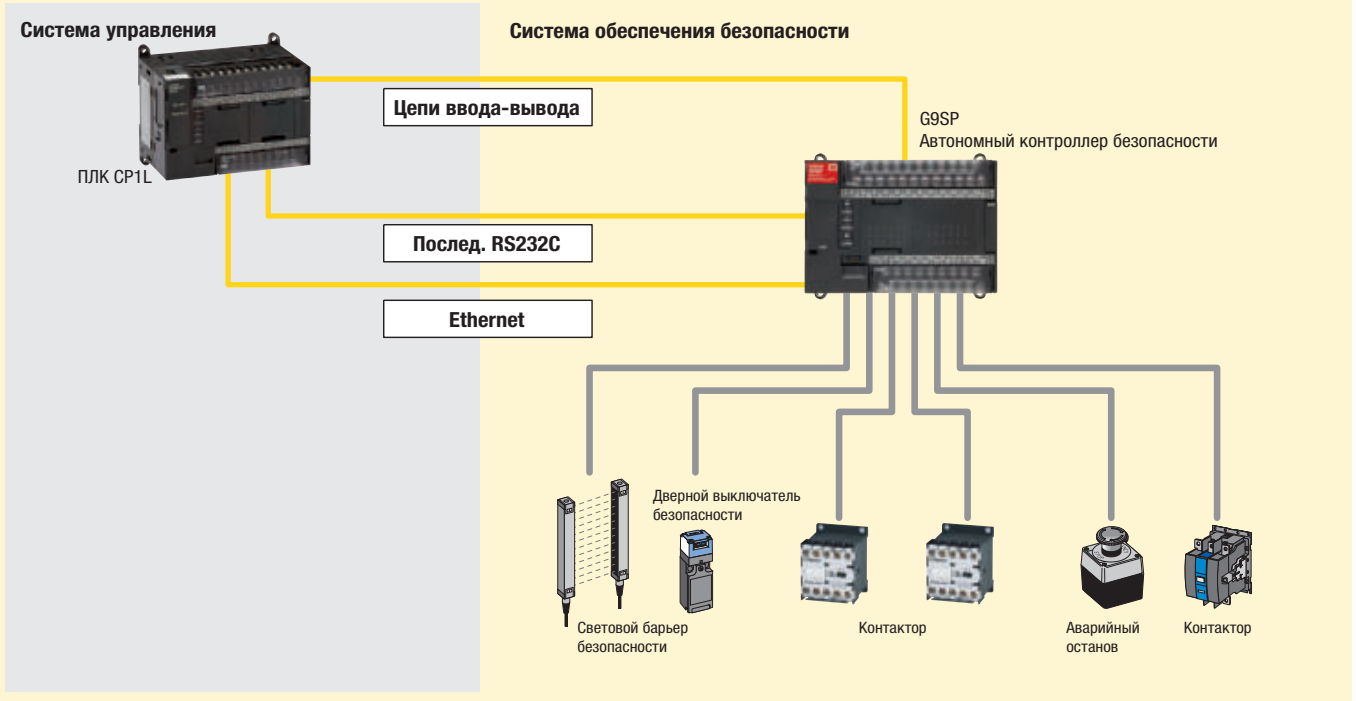 Система управления
Система обеспечения безопасности
Цепи ввода-вывода
G9SP
Автономный контроллер безопасности
ПЛК CP1L
Послед. RS232C
Ethernet
Дверной выключатель
безопасности
Световой барьер
безопасности
Контактор
Аварийный
останов
Контактор